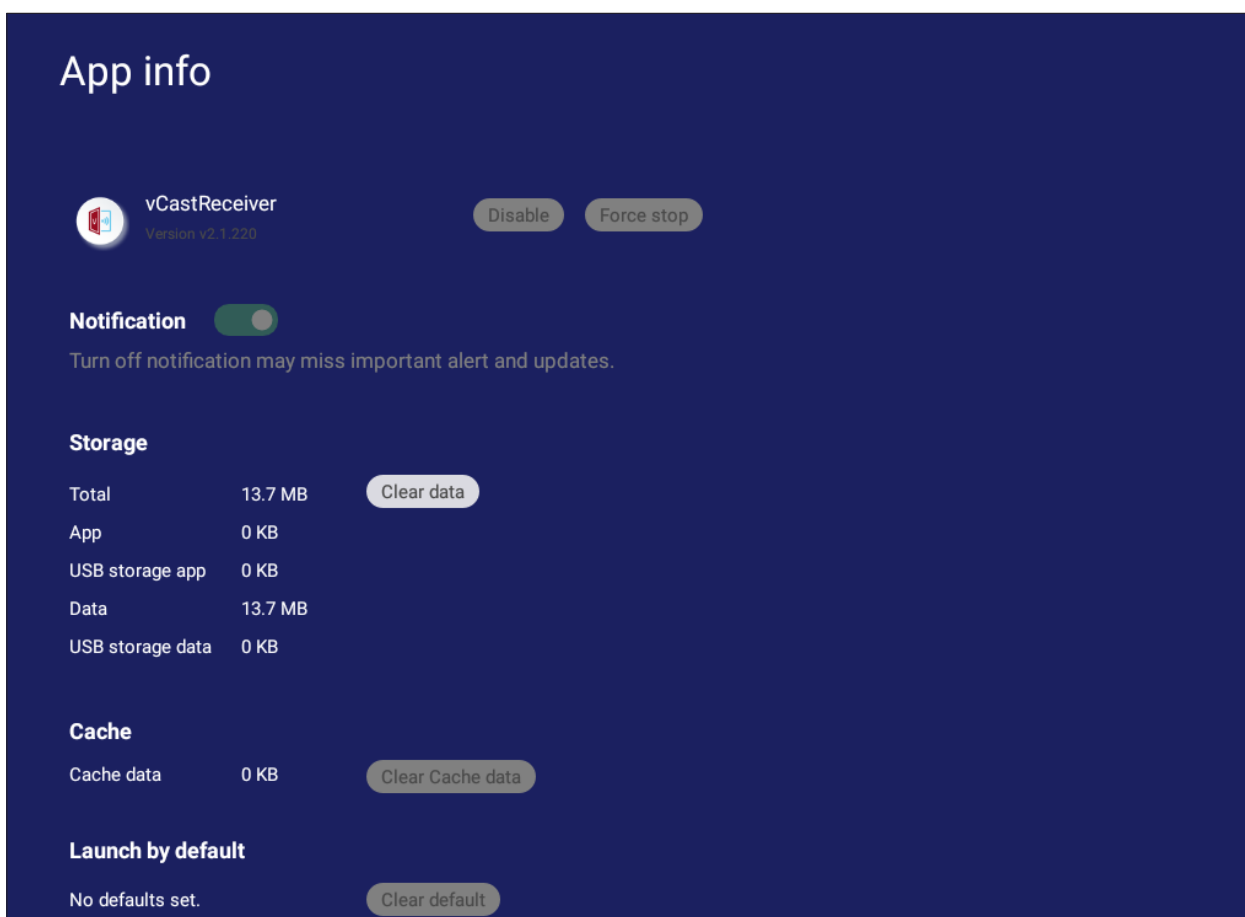 App info
vCastReceiver
Disable
Force stop
Version v2.1.220
Notification
Turn off notification may miss important alert and updates.
Storage
Total 13.7 MB Clear data
App 0 KB
USB storage app 0 KB
Data 13.7 MB
USB storage data 0 KB
Cache
Cache data 0 KB Clear Cache data
Launch by default
No defaults set. Clear default